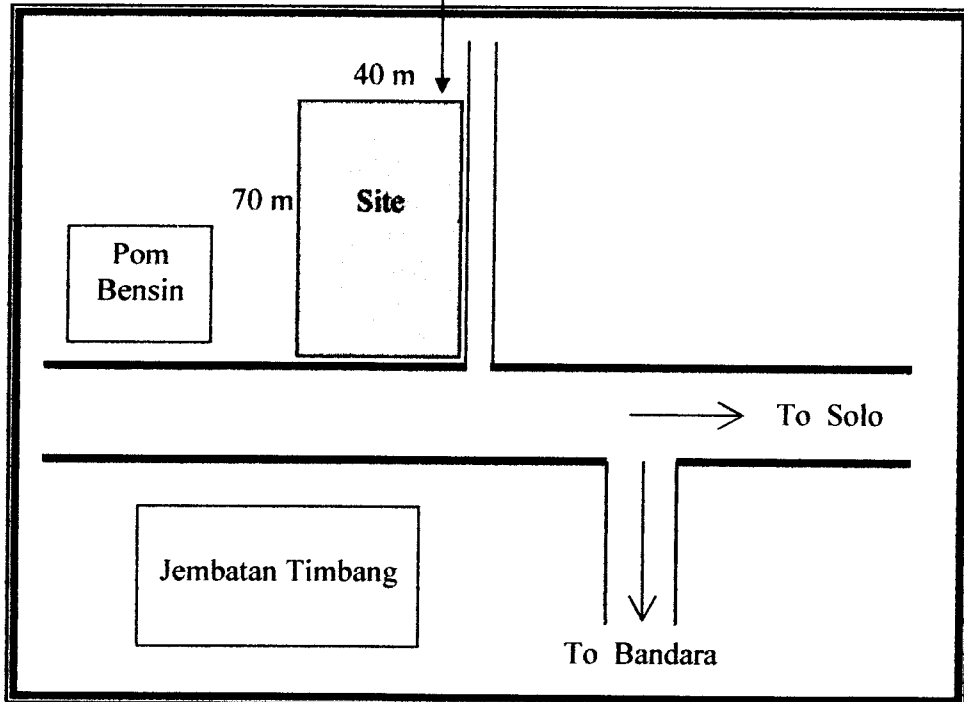 40 m
70 m
Site
Pom
Bensin
To Solo
Jembatan Timbang
To Bandara